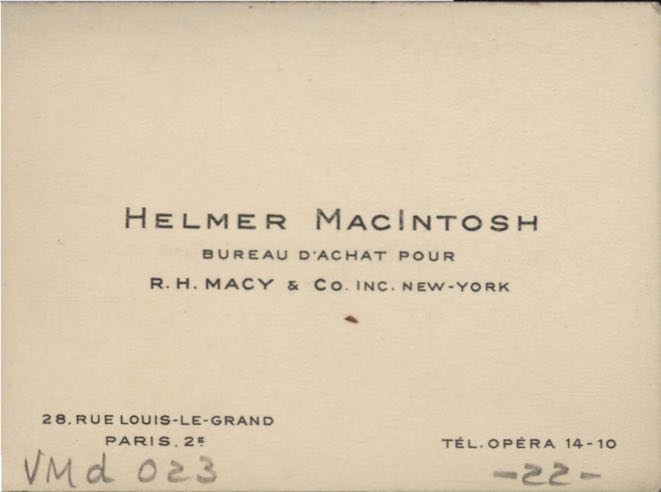 HELMER MACINTOSH
BUREAU D'ACHAT POUR
R. H. MACY & CO. INC. NEW-YORK
28, RUE LOUIS-LE-GRAND
PARIS. 2E
TÉL. OPÉRA 14-10
VMd 023
-22-